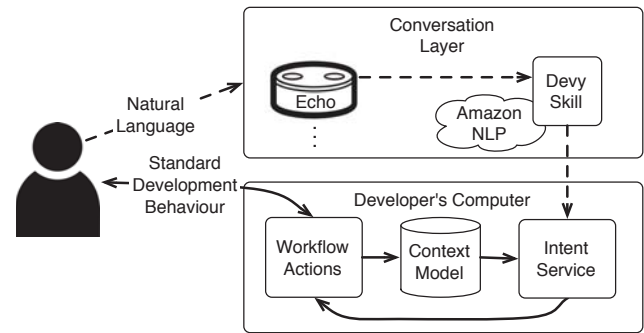 Conversation
Layer
Echo
Devy
Skill
Amazon
NLP
Natural
Language
Standard
Development
Behaviour
Developer's Computer
Workflow
Actions
Context
Model
Intent
Service